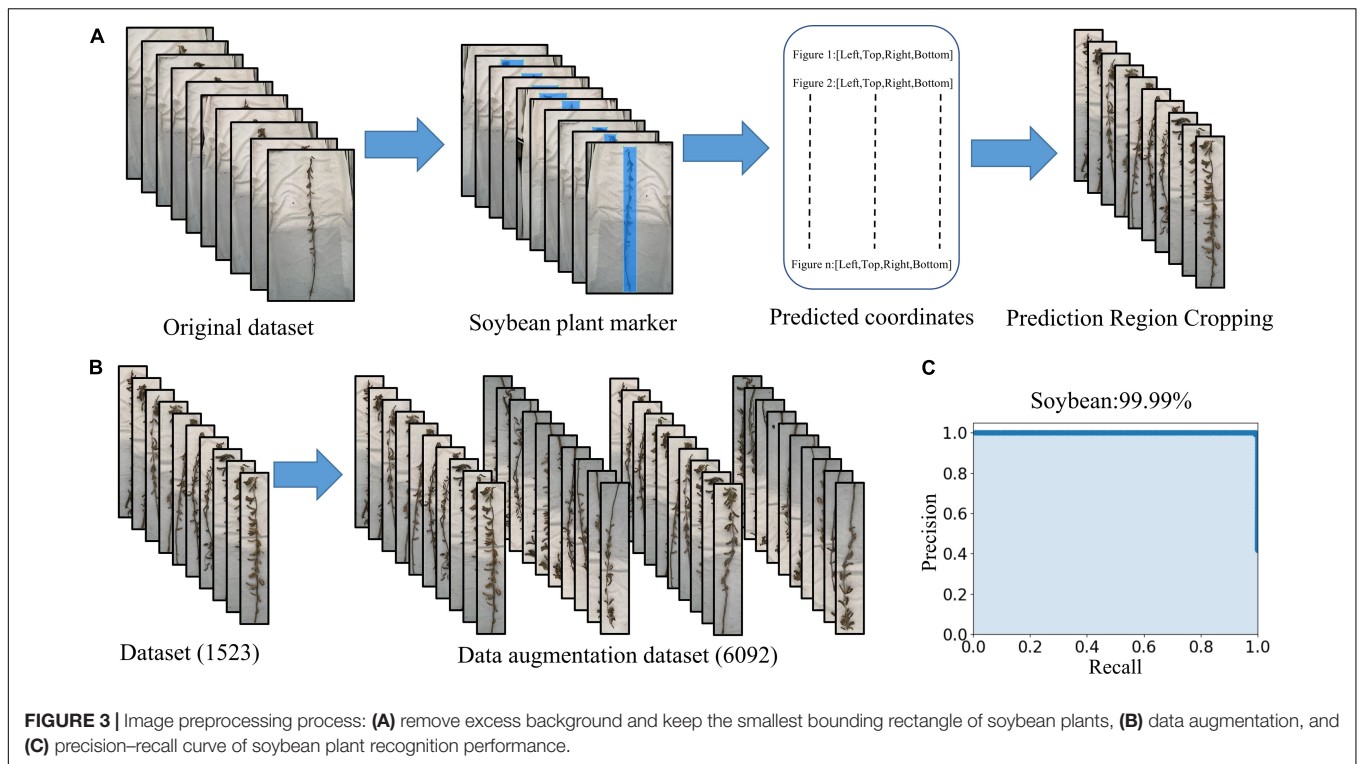 A
Figure 1:[Left,Top,Right,Bottom]
Figure 2:[Left,Top,Right,Bottom]
Figure n:[Left,Top,Right,Bottom]
Original dataset
Soybean plant marker
Predicted coordinates
Prediction Region Cropping
B
Dataset (1523)
Data augmentation dataset (6092)
C
Soybean:99.99%
Precision
1.0
0.8
0.6
0.4
0.2
0.0
0.0 0.2 0.4 0.6 0.8 1.0
Recall
FIGURE 3 | Image preprocessing process: (A) remove excess background and keep the smallest bounding rectangle of soybean plants, (B) data augmentation, and
(C) precision–recall curve of soybean plant recognition performance.